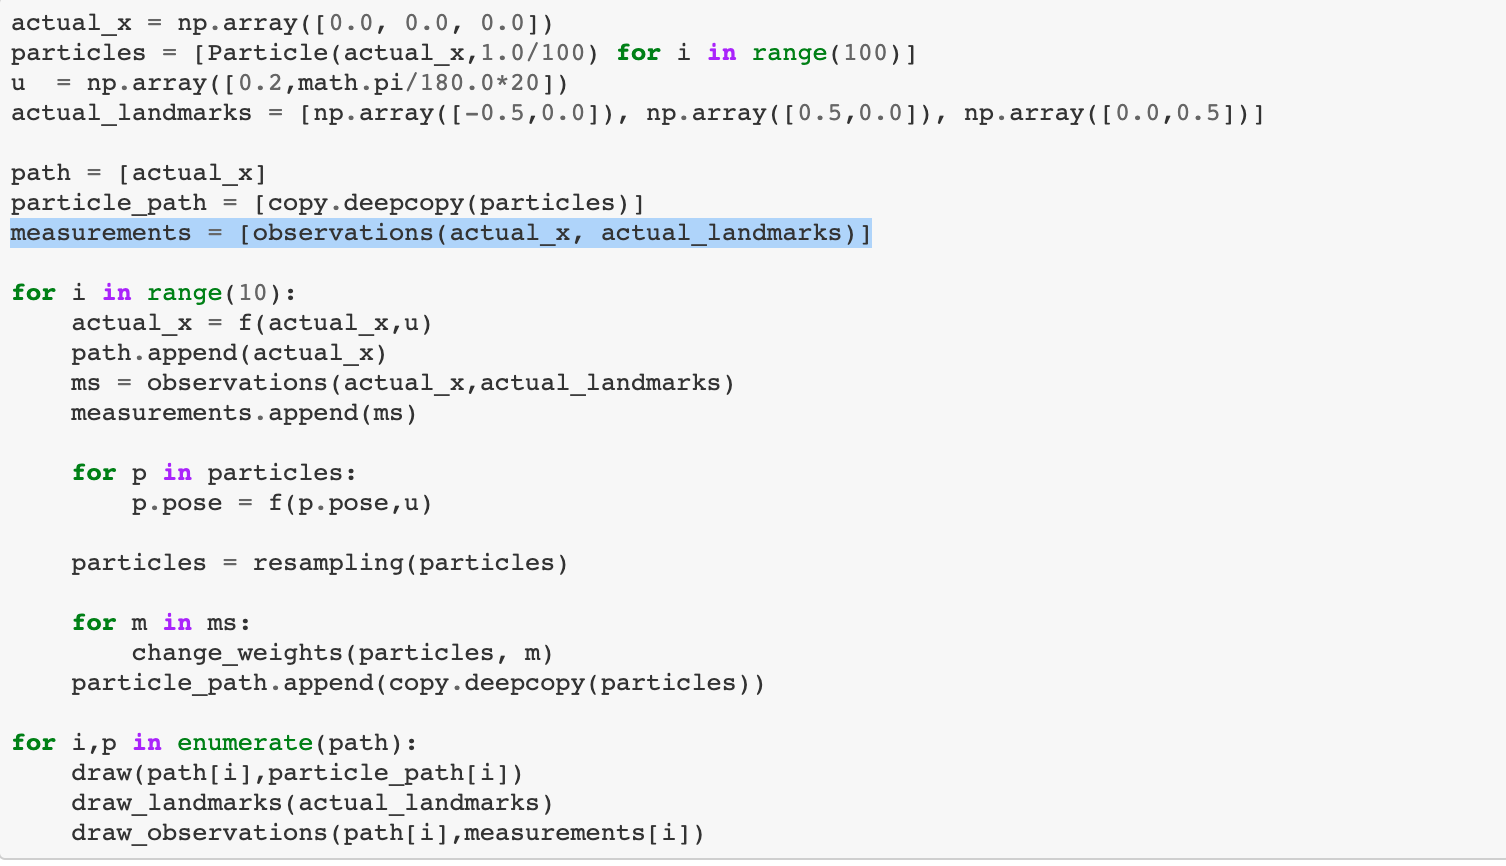 actual_x = np.array([0.0, 0.0, 0.0])
particles = [Particle(actual_x,1.0/100) for i in range(100)]
u  = np.array([0.2,math.pi/180.0*20])
actual_landmarks = [np.array([-0.5,0.0]), np.array([0.5,0.0]), np.array([0.0,0.5])]

path = [actual_x]
particle_path = [copy.deepcopy(particles)]
measurements = [observations(actual_x, actual_landmarks)]

for i in range(10):
    actual_x = f(actual_x,u)
    path.append(actual_x)
    ms = observations(actual_x,actual_landmarks)
    measurements.append(ms)

    for p in particles:
        p.pose = f(p.pose,u)

    particles = resampling(particles)

    for m in ms:
        change_weights(particles, m)
    particle_path.append(copy.deepcopy(particles))

for i,p in enumerate(path):
    draw(path[i],particle_path[i])
    draw_landmarks(actual_landmarks)
    draw_observations(path[i],measurements[i])